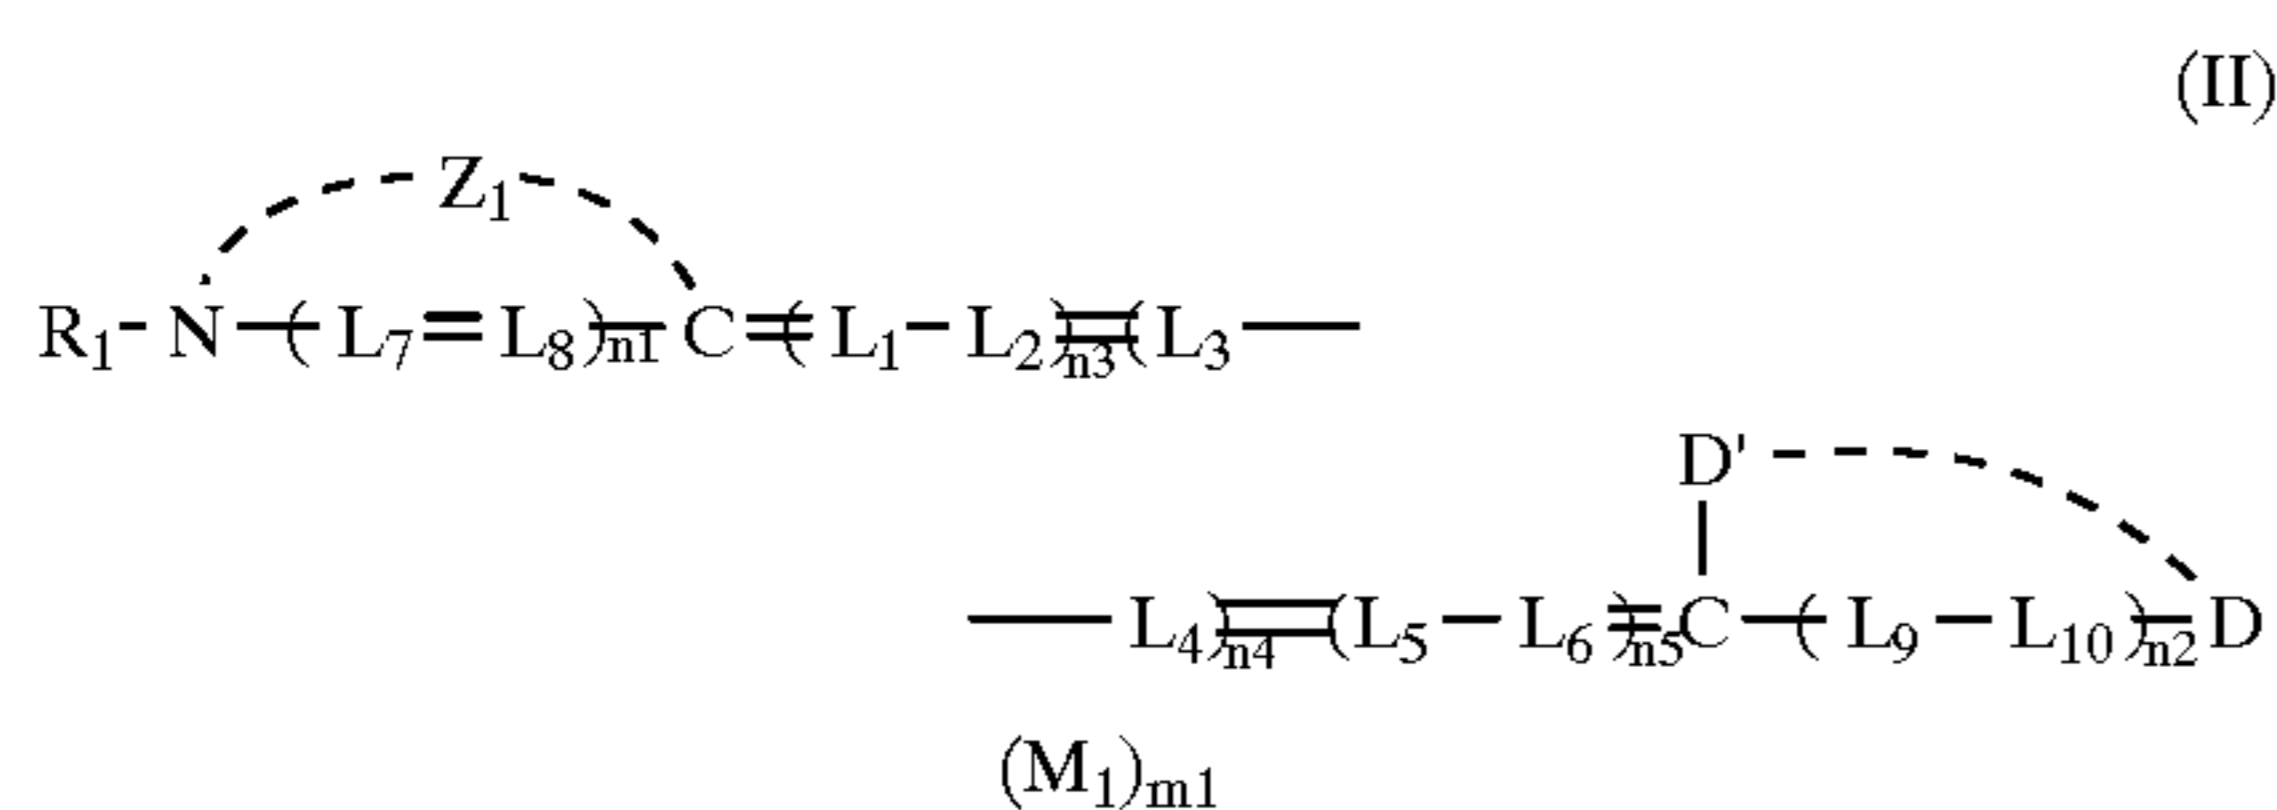 (II)
Z1
R1-N—(L7=L8)n1—C=(L1-L2)n3=(L3—
D'
—L4)n4=(L5-L6)n5=C—(L9-L10)n2-D
(M1)m1